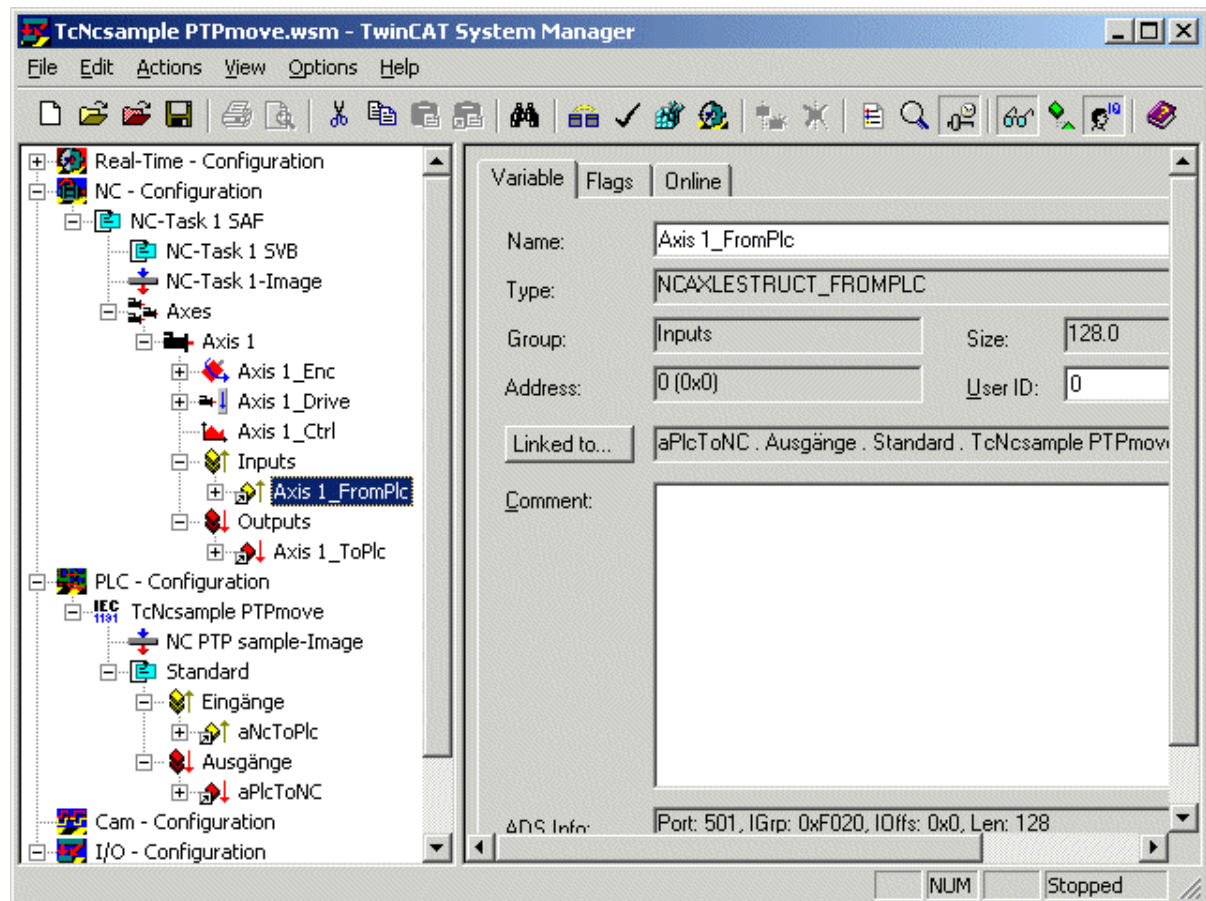 TcNcsample PTPmove.wsm - TwinCAT System Manager
File Edit Actions View Options Help
Real-Time - Configuration
NC - Configuration
NC-Task 1 SAF
NC-Task 1 SVB
NC-Task 1-Image
Axes
Axis 1
Axis 1_Enc
Axis 1_Drive
Axis 1_Ctrl
Inputs
Axis 1_FromPlc
Outputs
Axis 1_ToPlc
PLC - Configuration
IEC 1131 TcNcsample PTPmove
NC PTP sample-Image
Standard
Eingänge
aNcToPlc
Ausgänge
aPlcToNC
Cam - Configuration
I/O - Configuration
Variable Flags Online
Name: Axis 1_FromPlc
Type: NCAXLESTRUCT_FROMPLC
Group: Inputs Size: 128.0
Address: 0 (0x0) User ID: 0
Linked to... aPlcToNC . Ausgänge . Standard . TcNcsample PTPmov
Comment:
ADS Info: Port: 501, IGrp: 0xF020, IOffs: 0x0, Len: 128
NUM Stopped